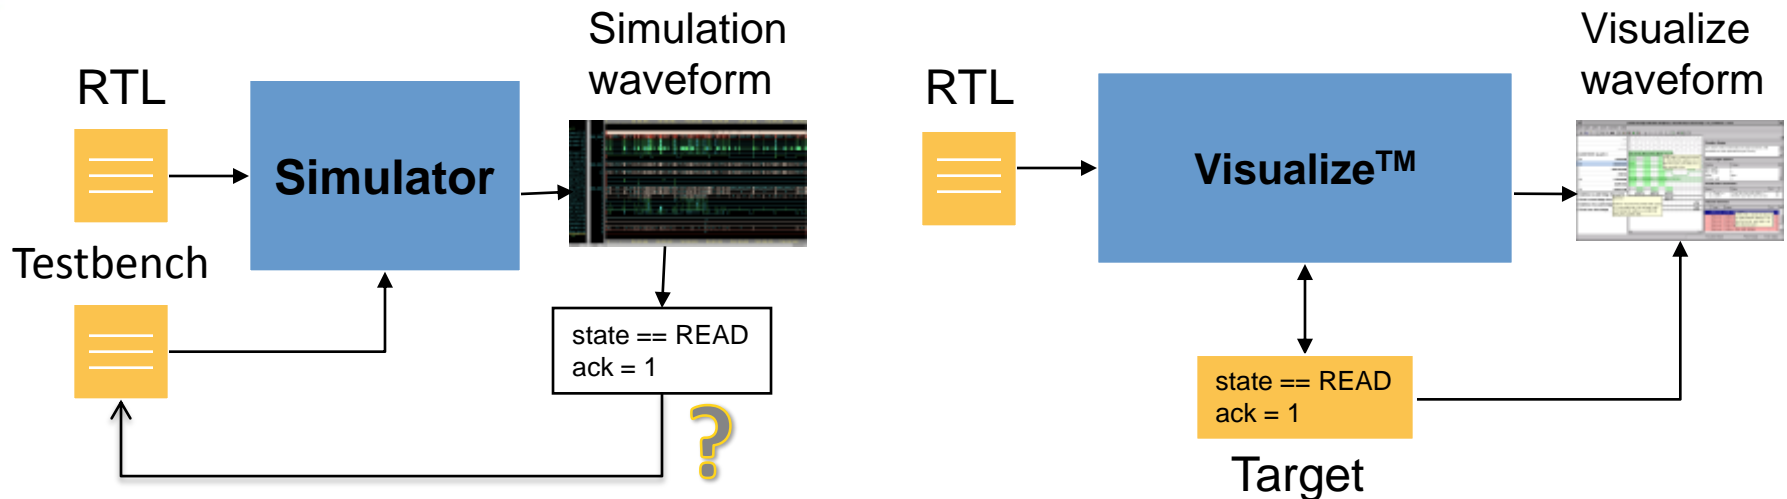 Simulation
waveform
RTL
Simulator
Testbench
state == READ
ack = 1
?
Visualize
waveform
RTL
Visualize™
state == READ
ack = 1
Target